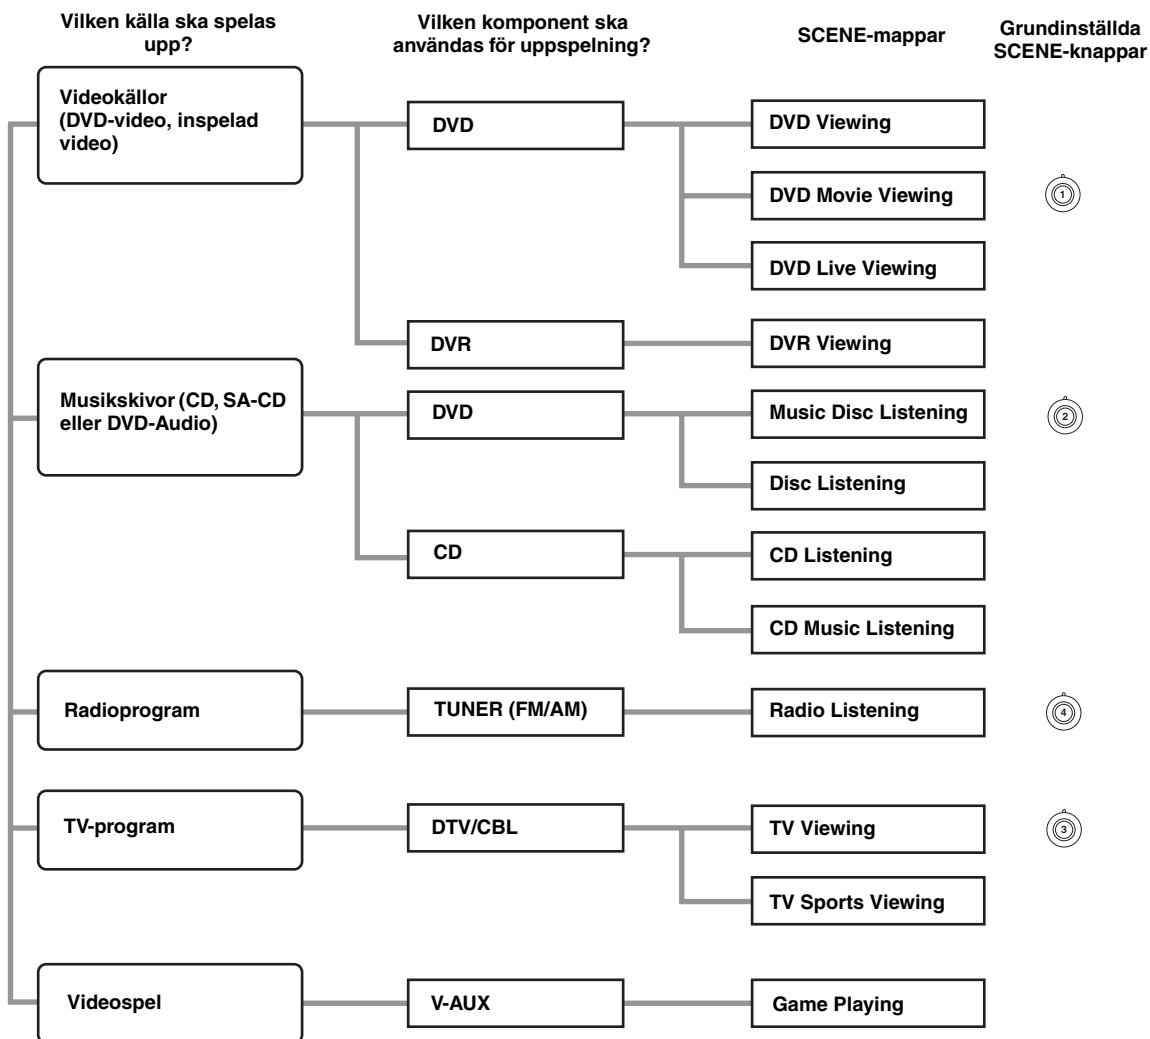 Vilken källa ska spelas
upp?
Vilken komponent ska
användas för uppspelning?
SCENE-mappar
Grundinställda
SCENE-knappar
Videokällor
(DVD-video, inspelad
video)
DVD
DVD Viewing
DVD Movie Viewing
1
DVD Live Viewing
DVR
DVR Viewing
Musikskivor (CD, SA-CD
eller DVD-Audio)
DVD
Music Disc Listening
2
Disc Listening
CD
CD Listening
CD Music Listening
Radioprogram
TUNER (FM/AM)
Radio Listening
4
TV-program
DTV/CBL
TV Viewing
3
TV Sports Viewing
Videospel
V-AUX
Game Playing